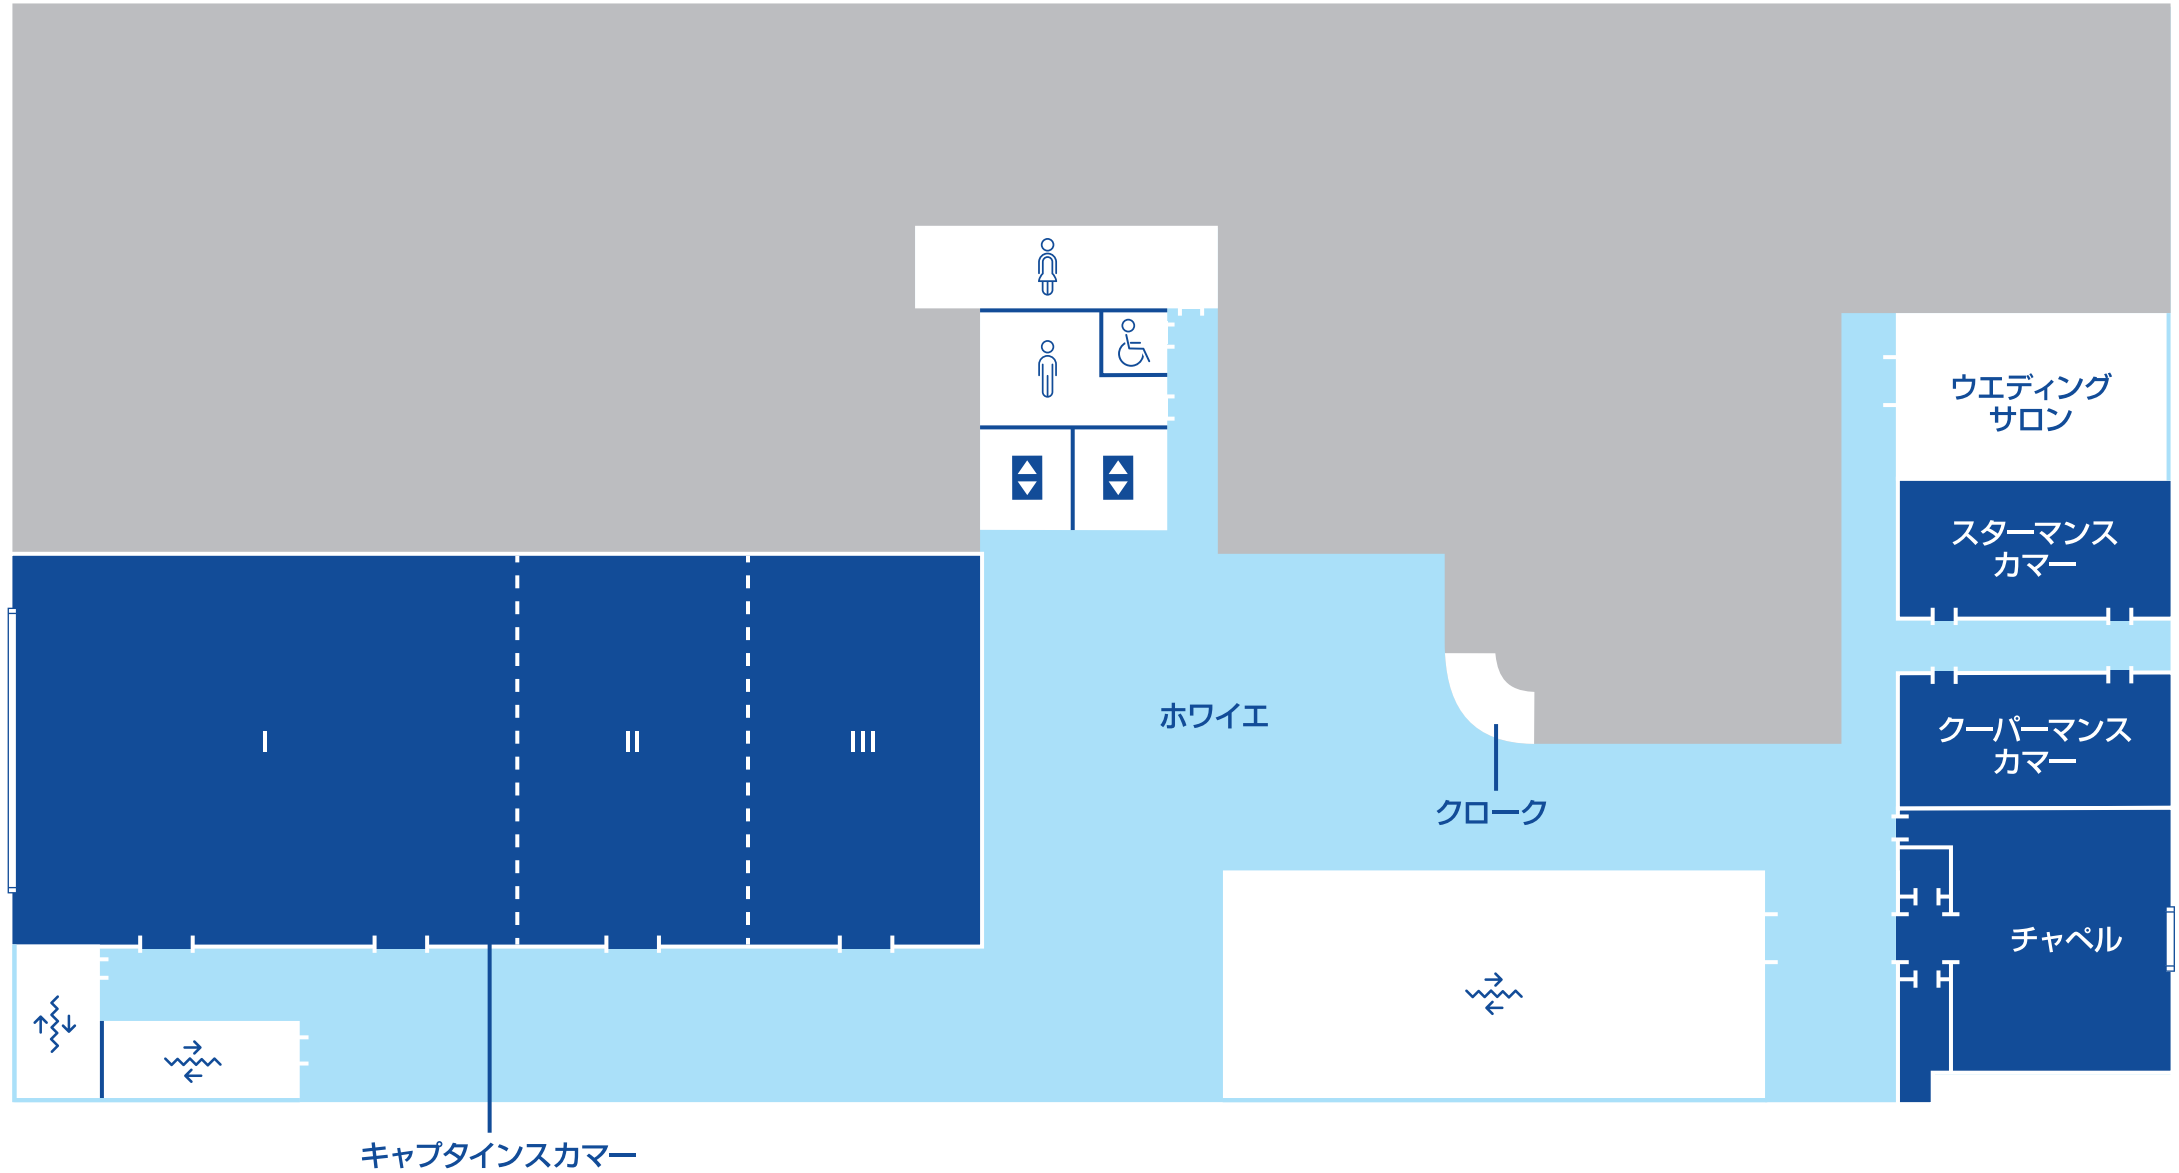 ウエディング
サロン
スターマンス
カマー
I
II
III
ホワイエ
クーパーマンス
カマー
クローク
チャペル
キャプタインスカマー